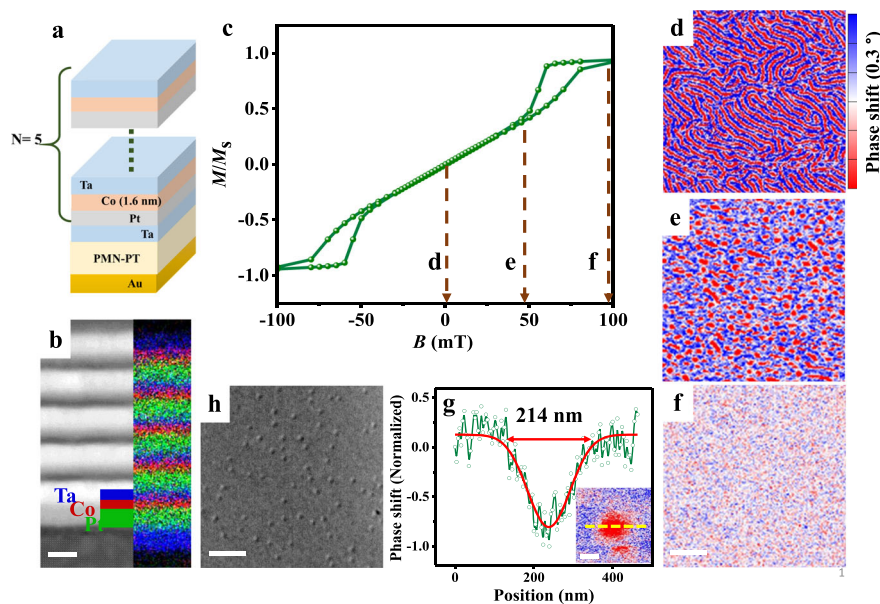 a
N= 5
Ta
Co (1.6 nm)
Pt
Ta
PMN-PT
Au
b
Ta
Co
Pt
c
M/Ms
1.0
0.5
0.0
-0.5
-1.0
d
e
f
-100
-50
0
50
100
B (mT)
d
Phase shift (0.3 °)
e
f
h
g
214 nm
Phase shift (Normalized)
0.5
0.0
-0.5
-1.0
0
200
400
Position (nm)
1